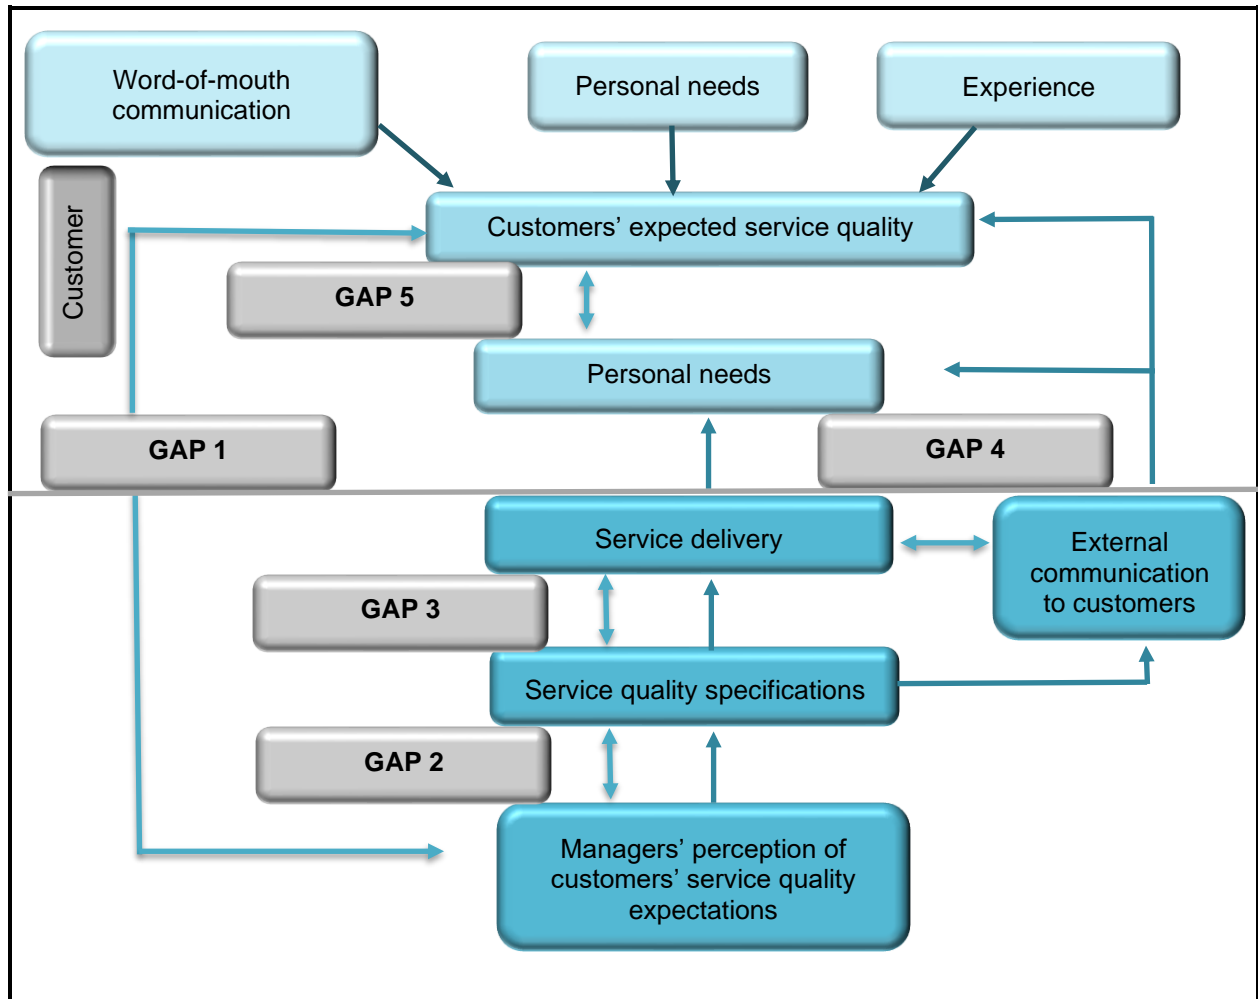 Word-of-mouth
communication
Personal needs
Experience
Customer
Customers’ expected service quality
GAP 5
Personal needs
GAP 1
GAP 4
Service delivery
External
communication
to customers
GAP 3
Service quality specifications
GAP 2
Managers’ perception of
customers’ service quality
expectations